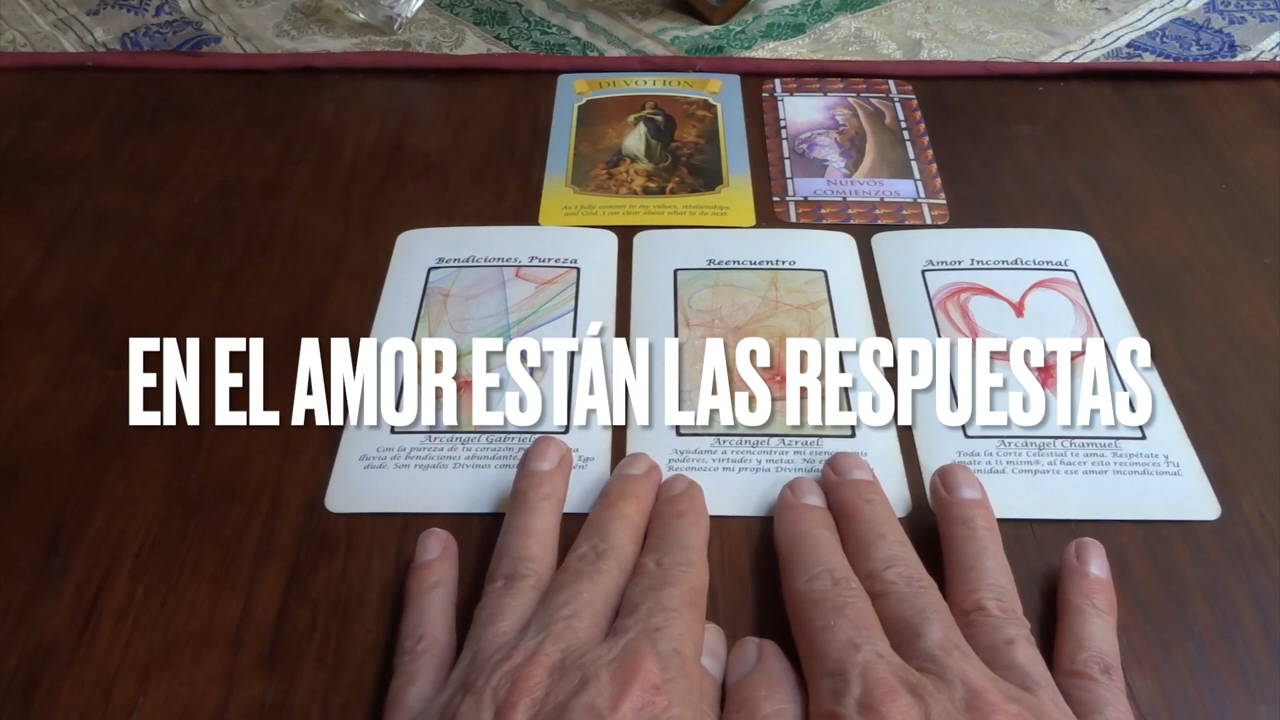 DEVOTION
As I fully commit to my values, relationships,
and God, I am clear about what to do next.
NUEVOS
COMIENZOS
Bendiciones, Pureza
Arcángel Gabriel:
Con la pureza de tu corazón
lluvia de bendiciones abundante. Ego
dude. Son regalos Divinos
Reencuentro
Arcángel Azrael:
Ayúdame a reencontrar mi esencia mis
poderes, virtudes y metas. No
Reconozco mi propia
Amor Incondicional
Arcángel Chamuel:
Toda la Corte Celestial te ama. Respétate y
a ti mism@, al hacer esto reconoces TU
Comparte ese amor incondicional.
EN EL AMOR ESTÁN LAS RESPUESTAS